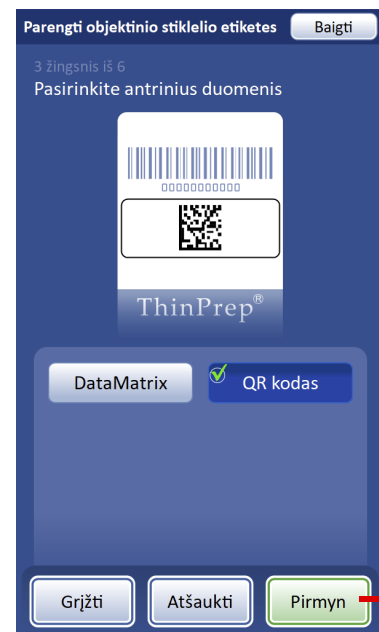 Parengti objektinio stiklelio etiketes
Baigti
3 žingsnis iš 6
Pasirinkite antrinius duomenis
00000000000
ThinPrep®
DataMatrix
QR kodas
Grįžti
Atšaukti
Pirmyn